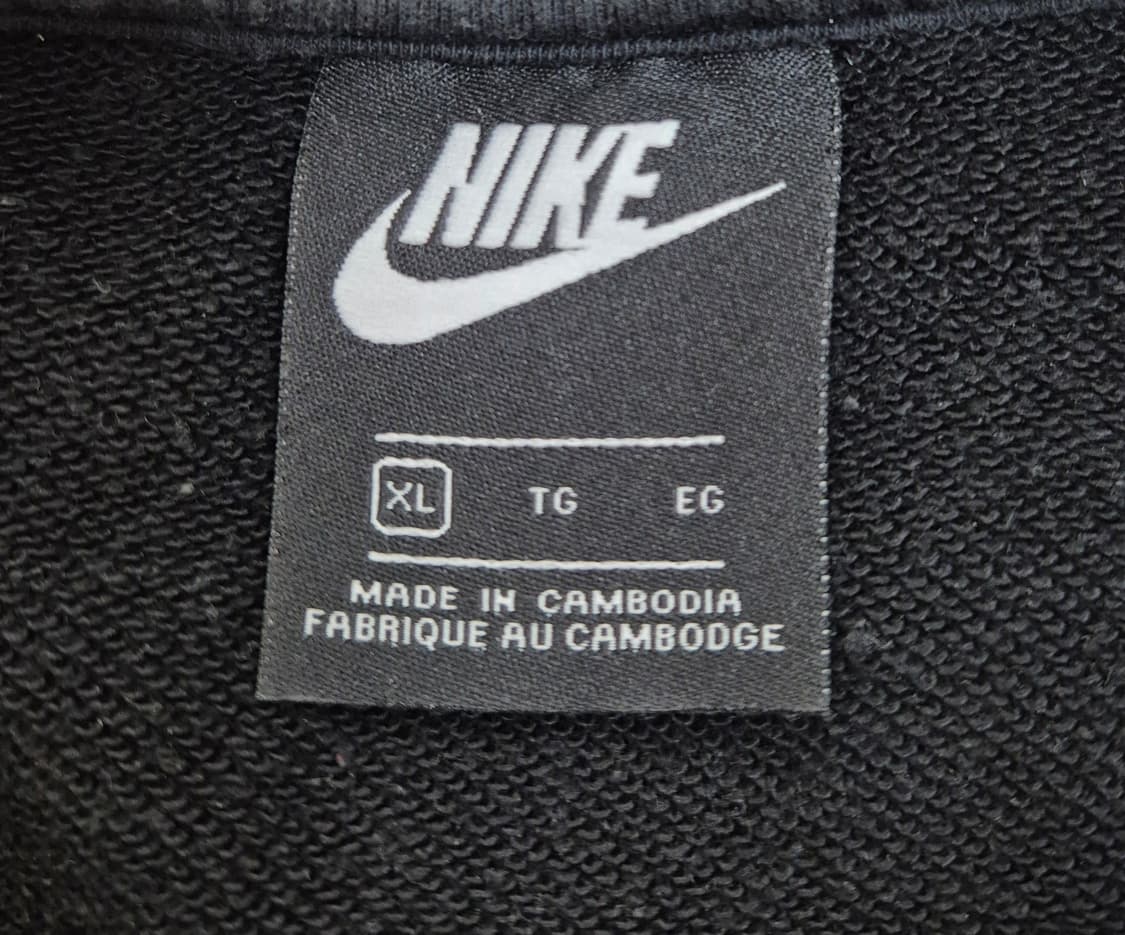 NIKE
XL TG EG
MADE IN CAMBODIA
FABRIQUE AU CAMBODGE